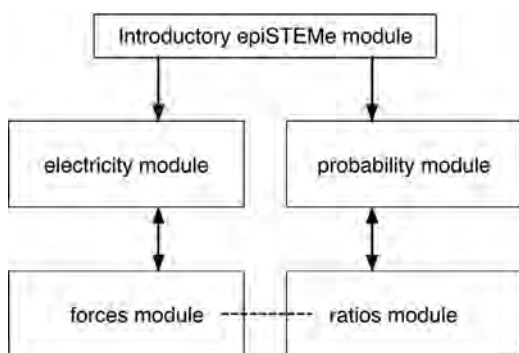 Introductory epiSTEMe module
electricity module
probability module
forces module
ratios module